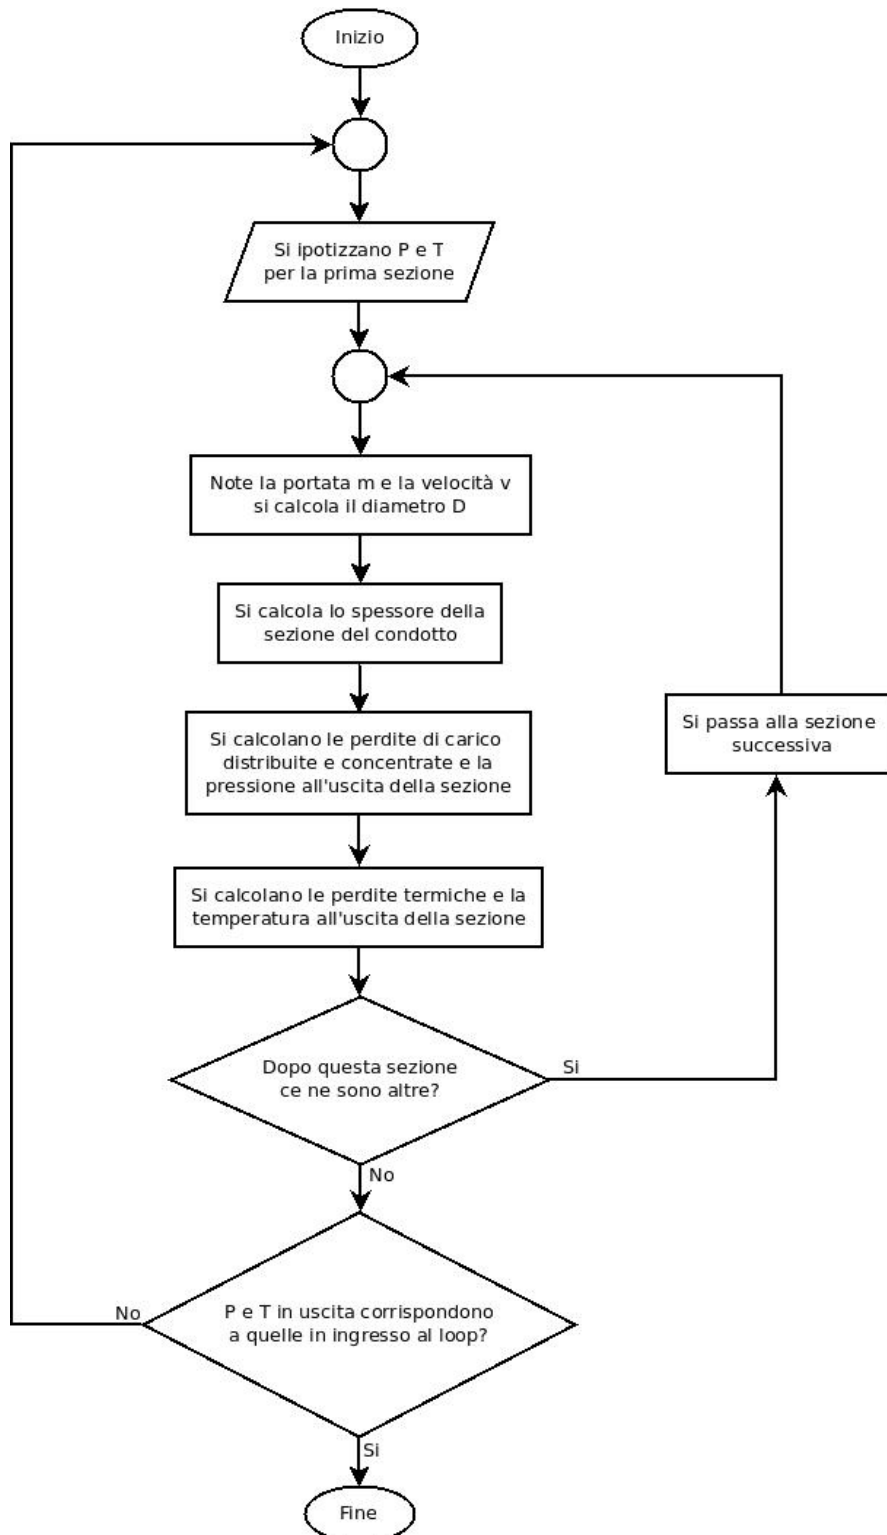 Inizio
Si ipotizzano P e T
per la prima sezione
Note la portata m e la velocità v
si calcola il diametro D
Si calcola lo spessore della
sezione del condotto
Si calcolano le perdite di carico
distribuite e concentrate e la
pressione all'uscita della sezione
Si passa alla sezione
successiva
Si calcolano le perdite termiche e la
temperatura all'uscita della sezione
Dopo questa sezione
ce ne sono altre?
Si
No
P e T in uscita corrispondono
a quelle in ingresso al loop?
No
Si
Fine